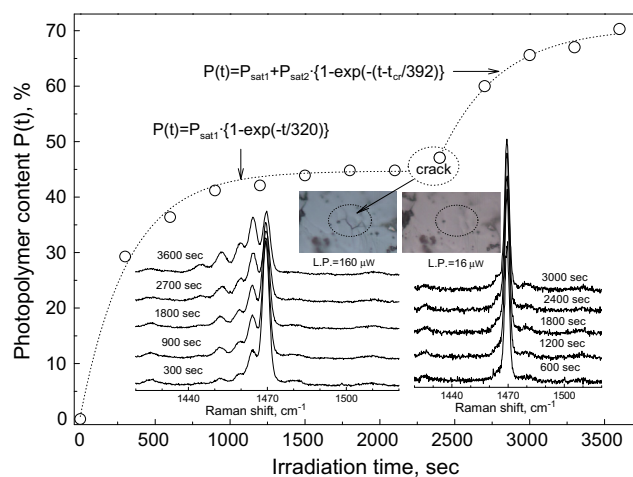 Photopolymer content P(t), %
70
60
50
40
30
20
10
0
P(t)=Psat1+Psat2·{1-exp(-(t-tcr/392)}
P(t)=Psat1·{1-exp(-t/320)}
crack
L.P.=160 μW
L.P.=16 μW
3600 sec
2700 sec
1800 sec
900 sec
300 sec
1440
1470
1500
Raman shift, cm-1
3000 sec
2400 sec
1800 sec
1200 sec
600 sec
1440
1470
1500
Raman shift, cm-1
0
500
1000
1500
2000
2500
3000
3500
Irradiation time, sec